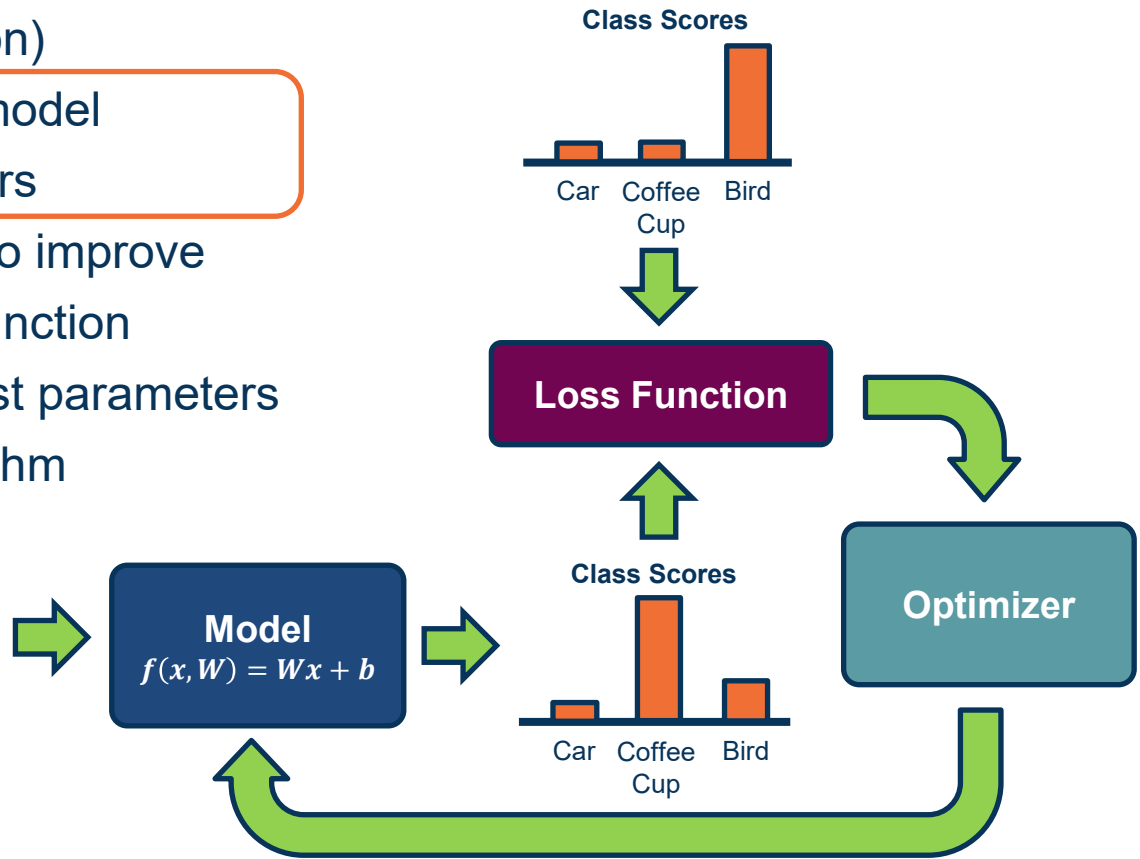 on)
model
rs
o improve
nction
st parameters
hm
Class Scores
Car Coffee Cup Bird
Loss Function
Class Scores
Car Coffee Cup Bird
Model
f(x, W) = Wx + b
Optimizer